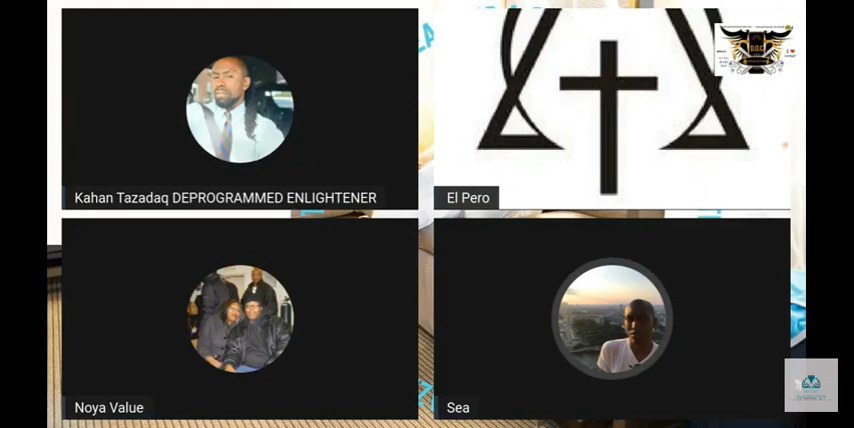 Kahan Tazadaq DEPROGRAMMED ENLIGHTENER
El Pero
Noya Value
Sea